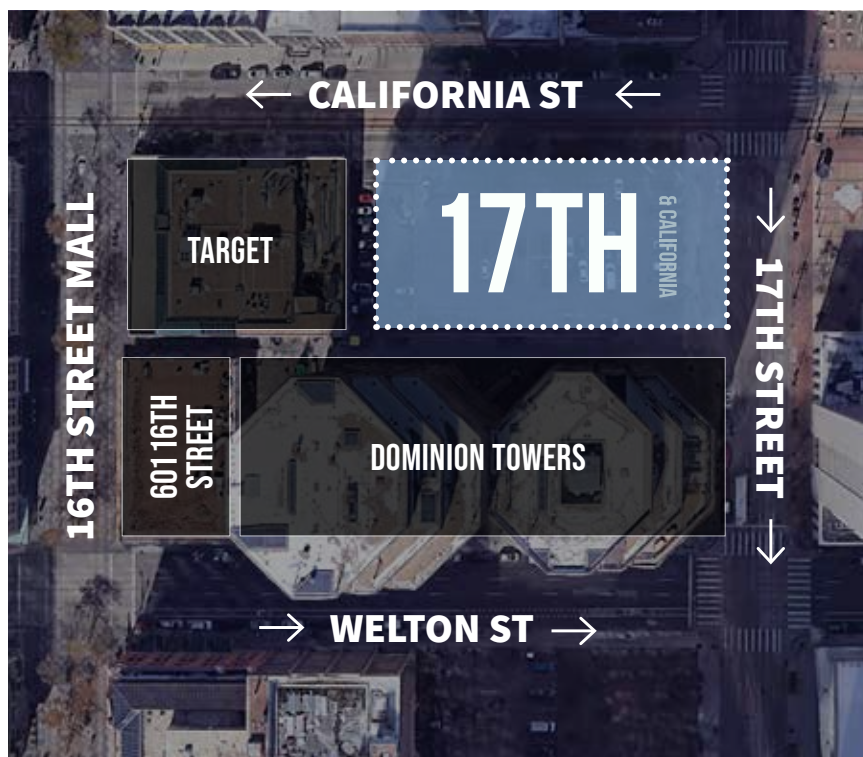 CALIFORNIA ST
16TH STREET MALL
TARGET
17TH
& CALIFORNIA
17TH STREET
601 16TH
STREET
DOMINION TOWERS
WELTON ST